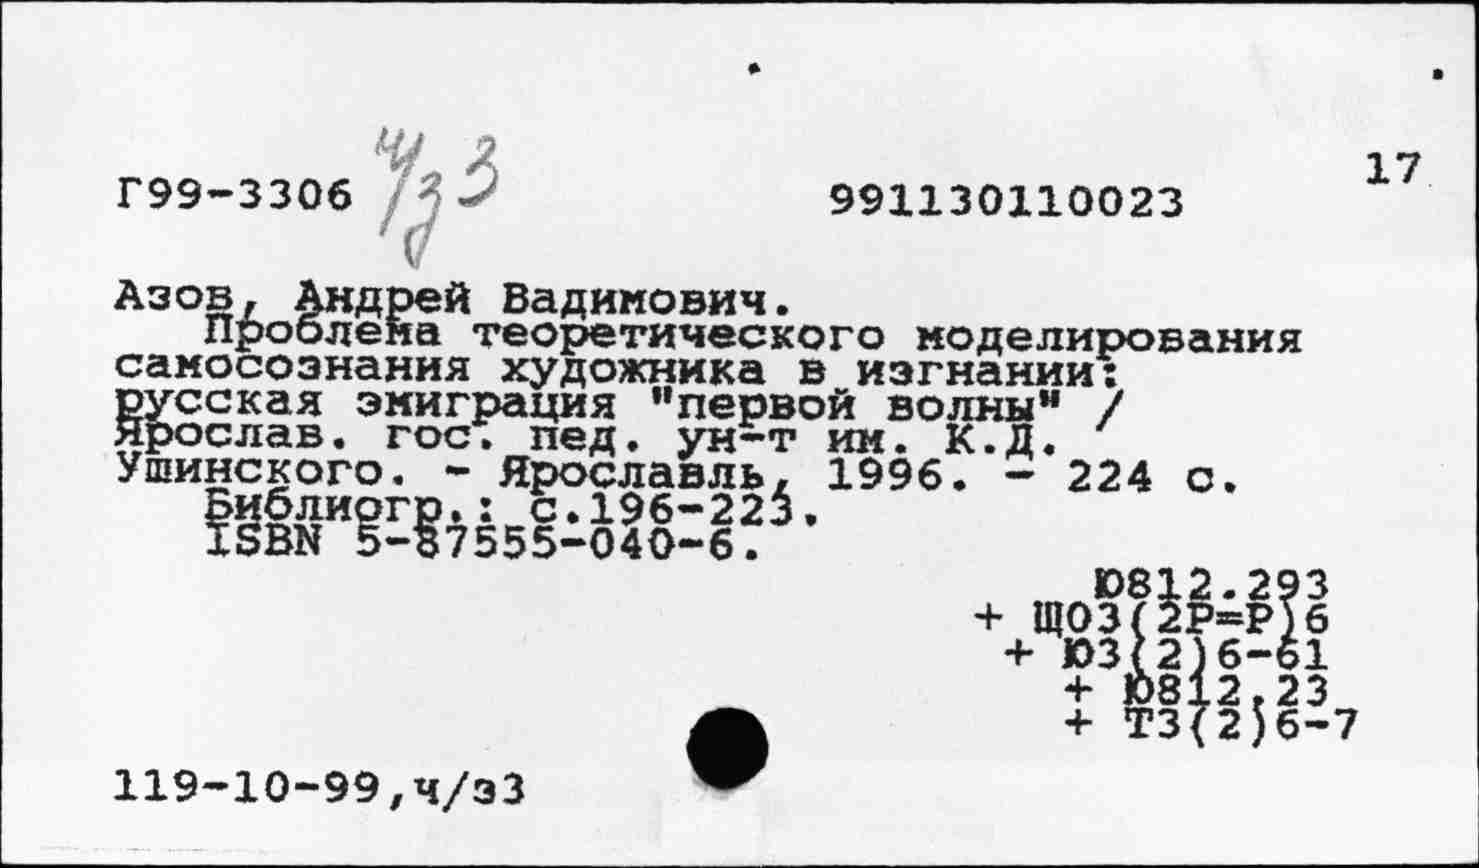 17
Г99-3306 ч/з 3
991130110023
Азов, Андрей Вадимович.
Проблема теоретического моделирования
самосознания художника в изгнании:
русская эмиграция "первой волны" /
Ярослав. гос. пед. ун-т им. К.Д.
Ушинского. - Ярославль, 1996. - 224 с.
Библиогр.: с.196-223.
ISBN 5-87555-040-6.
Ю812.293
+ Щ03(2Р=Р)6
+ Ю3(2)6-61
+ Ю812.23
+ Т3(2)6-7
119-10-99,ч/з3